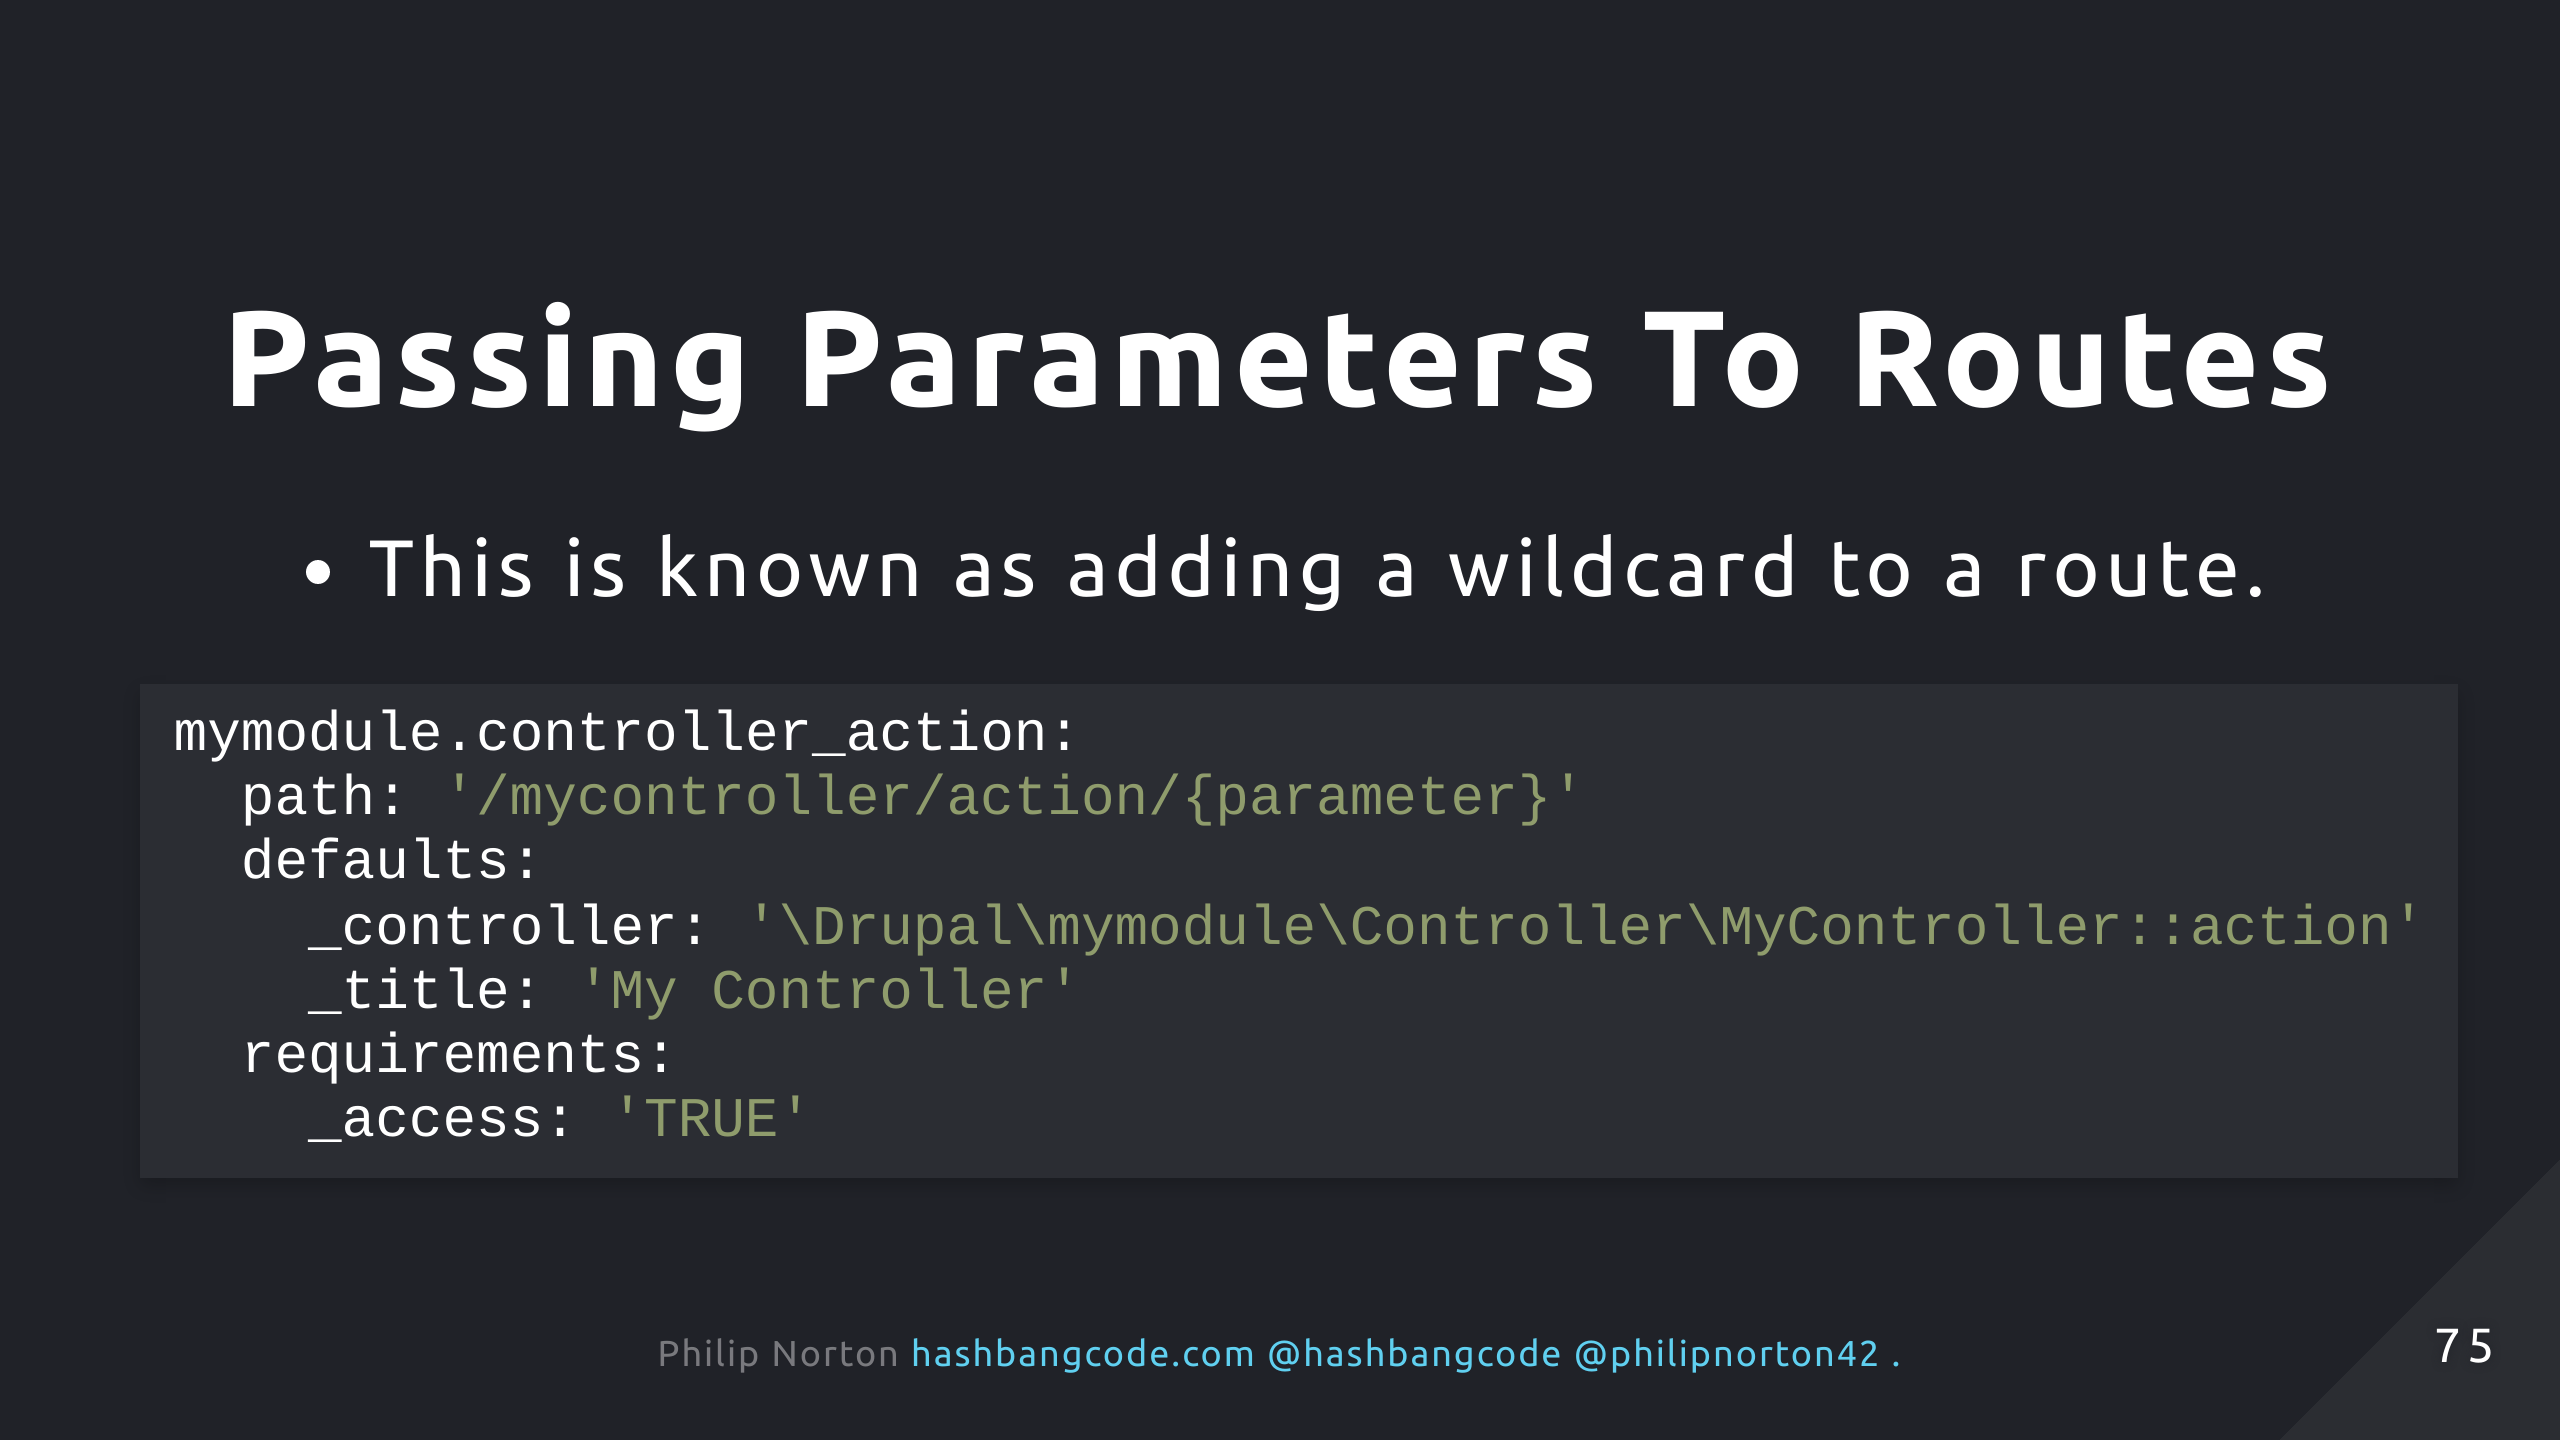 Passing Parameters To Routes
• This is known as adding a wildcard to a route.
mymodule.controller_action:
  path: '/mycontroller/action/{parameter}'
  defaults:
    _controller: '\Drupal\mymodule\Controller\MyController::action'
    _title: 'My Controller'
  requirements:
    _access: 'TRUE'
Philip Norton hashbangcode.com @hashbangcode @philipnorton42 .
75